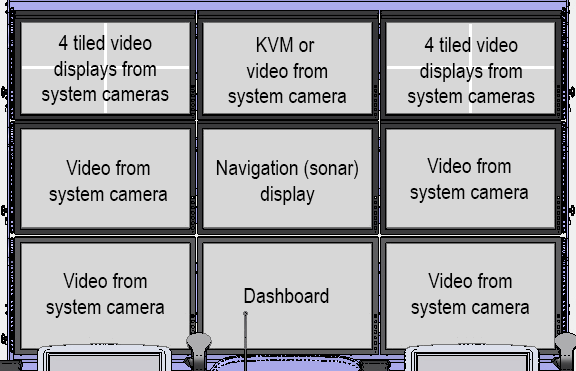 4 tiled video
displays from
system cameras
KVM or
video from
system camera
4 tiled video
displays from
system cameras
Video from
system camera
Navigation (sonar)
display
Video from
system camera
Video from
system camera
Dashboard
Video from
system camera